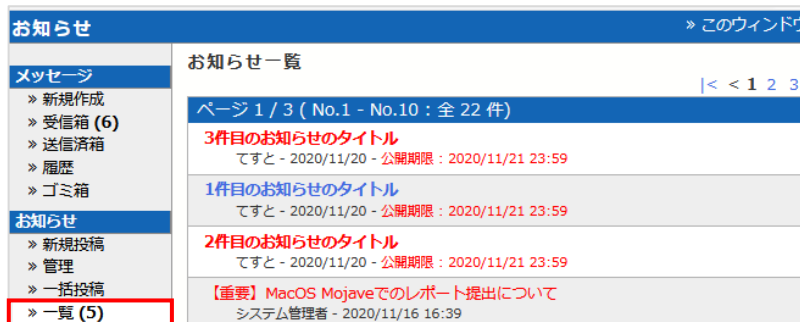 お知らせ
» このウィンドウ
メッセージ
» 新規作成
» 受信箱 (6)
» 送信済箱
» 履歴
» ゴミ箱
お知らせ
» 新規投稿
» 管理
» 一括投稿
» 一覧 (5)
お知らせ一覧
|< < 1 2 3
ページ 1 / 3 ( No.1 - No.10 : 全 22 件)
3件目のお知らせのタイトル
てすと - 2020/11/20 - 公開期限 : 2020/11/21 23:59
1件目のお知らせのタイトル
てすと - 2020/11/20 - 公開期限 : 2020/11/21 23:59
2件目のお知らせのタイトル
てすと - 2020/11/20 - 公開期限 : 2020/11/21 23:59
【重要】MacOS Mojaveでのレポート提出について
システム管理者 - 2020/11/16 16:39